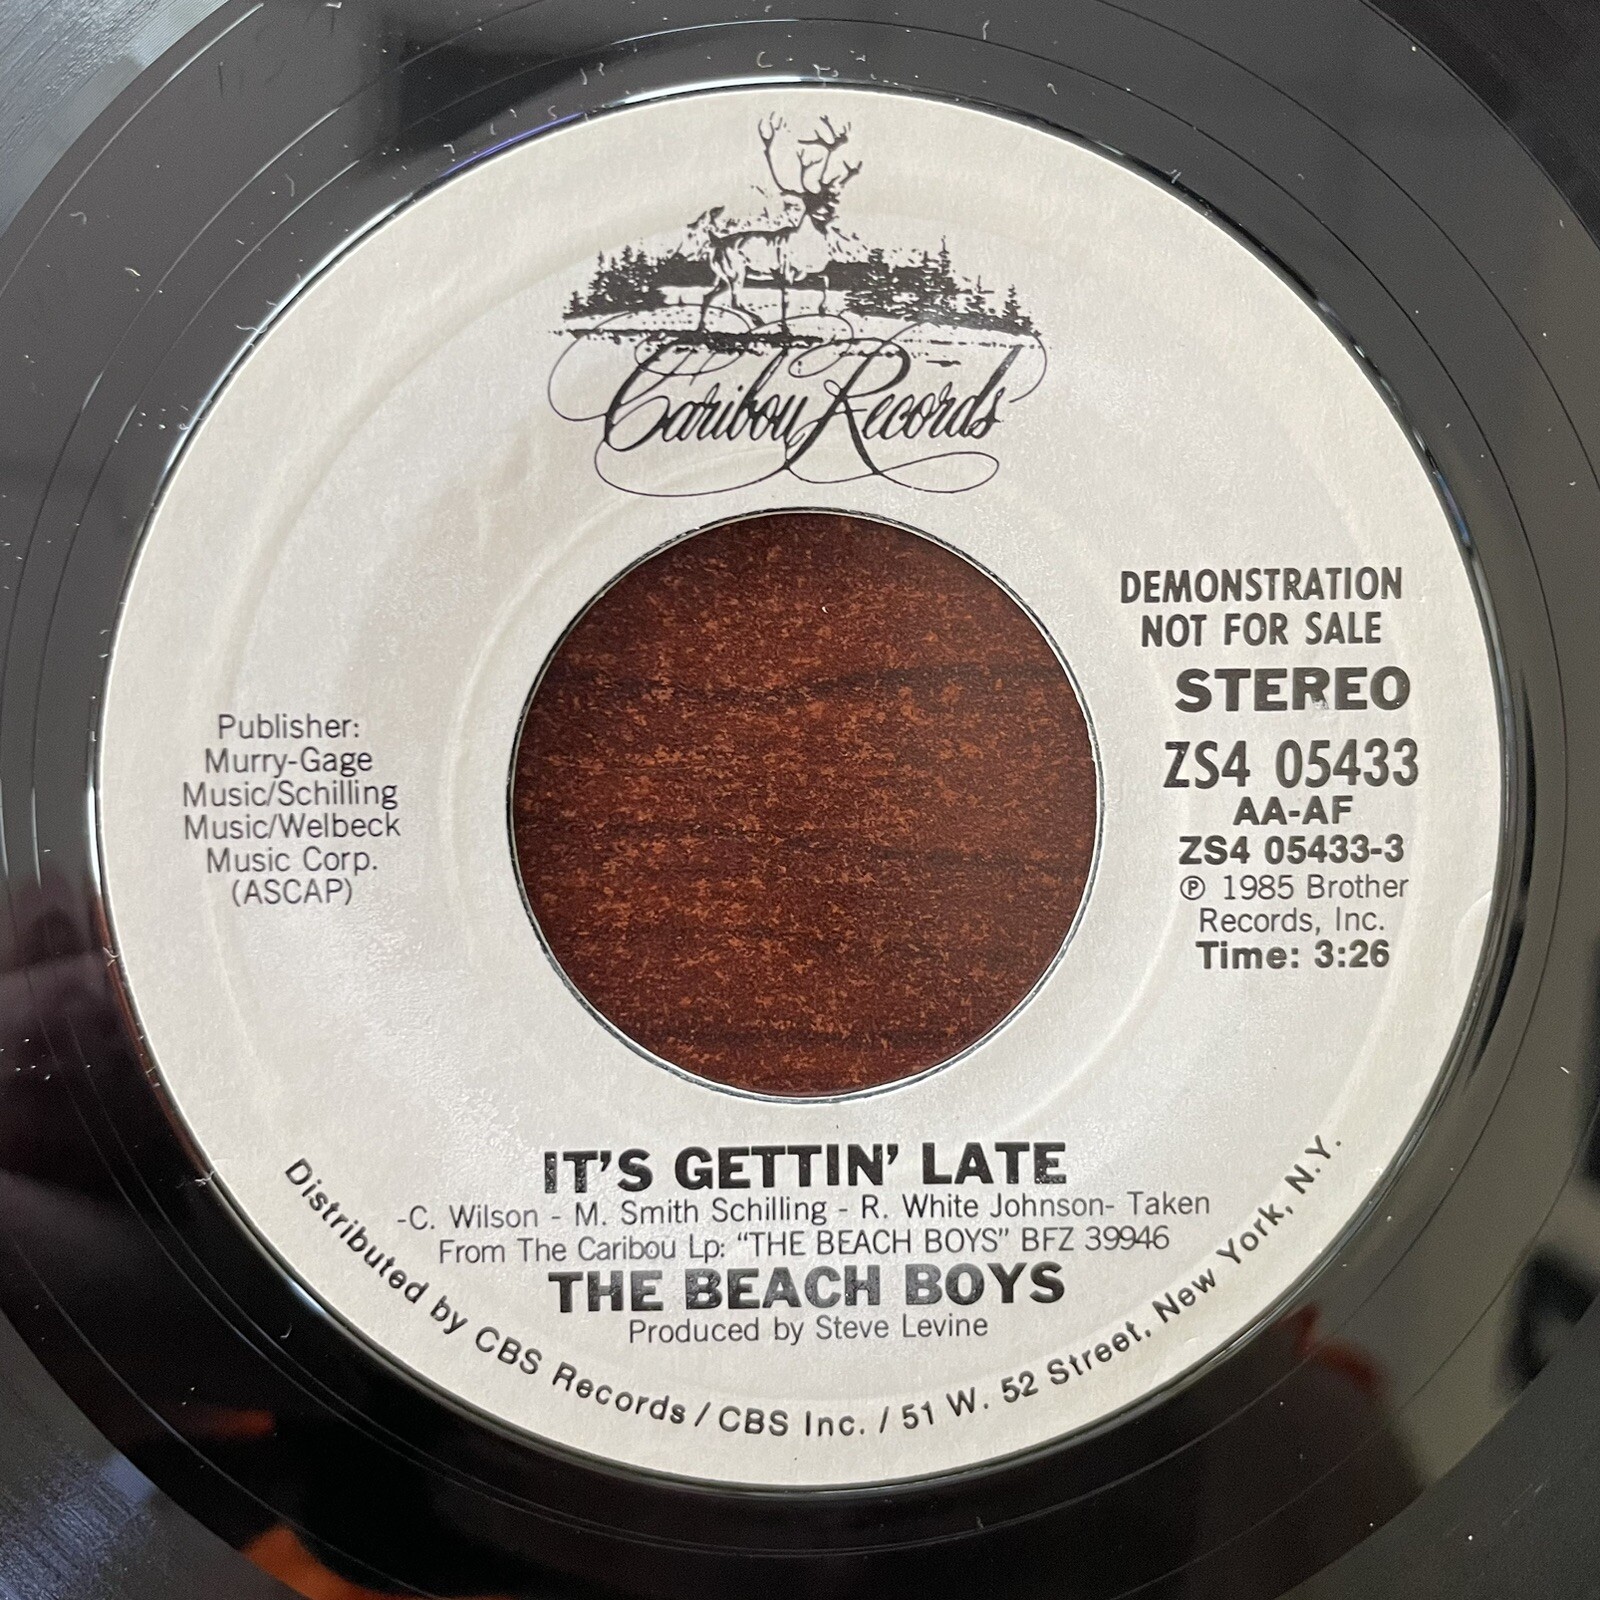 Caribou Records
DEMONSTRATION
NOT FOR SALE
STEREO
ZS4 05433
AA-AF
ZS4 05433-3
℗ 1985 Brother
Records, Inc.
Time: 3:26
Publisher:
Murry-Gage
Music/Schilling
Music/Welbeck
Music Corp.
(ASCAP)
IT'S GETTIN' LATE
-C. Wilson - M. Smith Schilling - R. White Johnson- Taken
From The Caribou Lp: “THE BEACH BOYS” BFZ 39946
THE BEACH BOYS
Produced by Steve Levine
Distributed by CBS Records / CBS Inc. / 51 W. 52 Street, New York, N.Y.